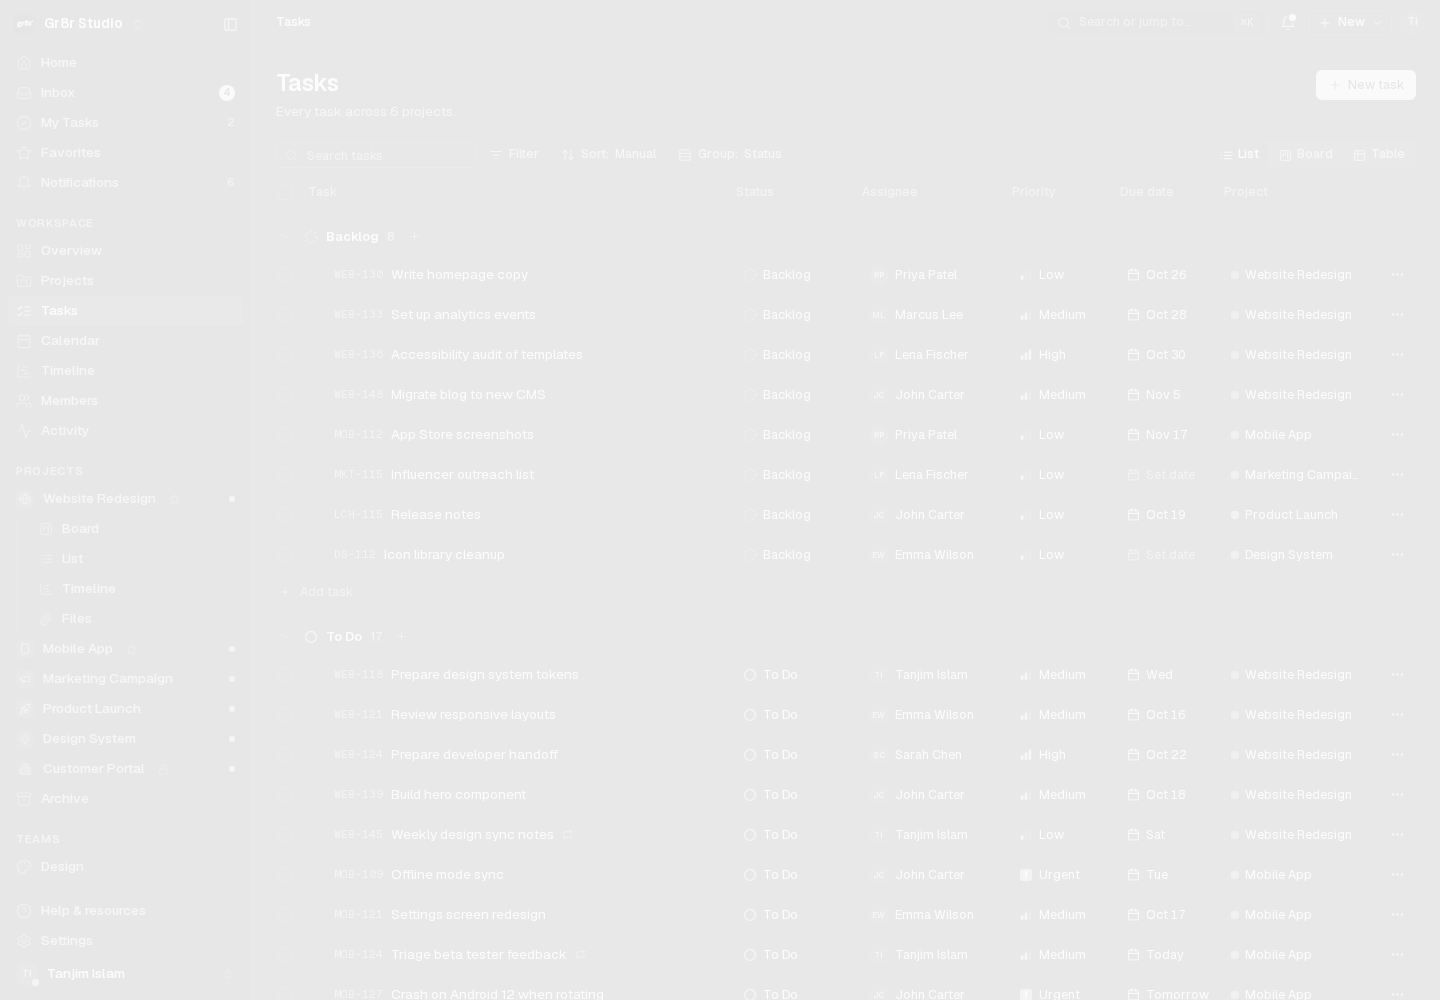 gr8r Gr8r Studio
Home
Inbox 4
My Tasks 2
Favorites
Notifications 6
WORKSPACE
Overview
Projects
Tasks
Calendar
Timeline
Members
Activity
PROJECTS
Website Redesign
Board
List
Timeline
Files
Mobile App
Marketing Campaign
Product Launch
Design System
Customer Portal
Archive
TEAMS
Design
Help & resources
Settings
TI Tanjim Islam
Tasks Search or jump to... ⌘K New TI
Tasks New task
Every task across 6 projects.
Search tasks Filter Sort: Manual Group: Status List Board Table
Task Status Assignee Priority Due date Project
Backlog 8
WEB-130 Write homepage copy Backlog PP Priya Patel Low Oct 26 Website Redesign
WEB-133 Set up analytics events Backlog ML Marcus Lee Medium Oct 28 Website Redesign
WEB-136 Accessibility audit of templates Backlog LF Lena Fischer High Oct 30 Website Redesign
WEB-148 Migrate blog to new CMS Backlog JC John Carter Medium Nov 5 Website Redesign
MOB-112 App Store screenshots Backlog PP Priya Patel Low Nov 17 Mobile App
MKT-115 Influencer outreach list Backlog LF Lena Fischer Low Set date Marketing Campai...
LCH-115 Release notes Backlog JC John Carter Low Oct 19 Product Launch
DS-112 Icon library cleanup Backlog EW Emma Wilson Low Set date Design System
Add task
To Do 17
WEB-118 Prepare design system tokens To Do TI Tanjim Islam Medium Wed Website Redesign
WEB-121 Review responsive layouts To Do EW Emma Wilson Medium Oct 16 Website Redesign
WEB-124 Prepare developer handoff To Do SC Sarah Chen High Oct 22 Website Redesign
WEB-139 Build hero component To Do JC John Carter Medium Oct 18 Website Redesign
WEB-145 Weekly design sync notes To Do TI Tanjim Islam Low Sat Website Redesign
MOB-109 Offline mode sync To Do JC John Carter Urgent Tue Mobile App
MOB-121 Settings screen redesign To Do EW Emma Wilson Medium Oct 17 Mobile App
MOB-124 Triage beta tester feedback To Do TI Tanjim Islam Medium Today Mobile App
MOB-127 Crash on Android 12 when rotating To Do JC John Carter Urgent Tomorrow Mobile App